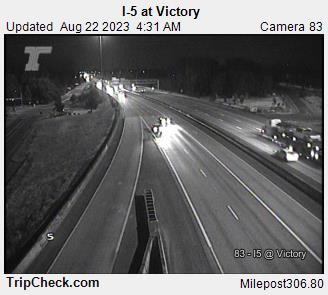 I-5 at Victory
Updated Aug 22 2023 4:31 AM Camera 83
T
S
83 - I5 @ Victory
TripCheck.com Milepost306.80